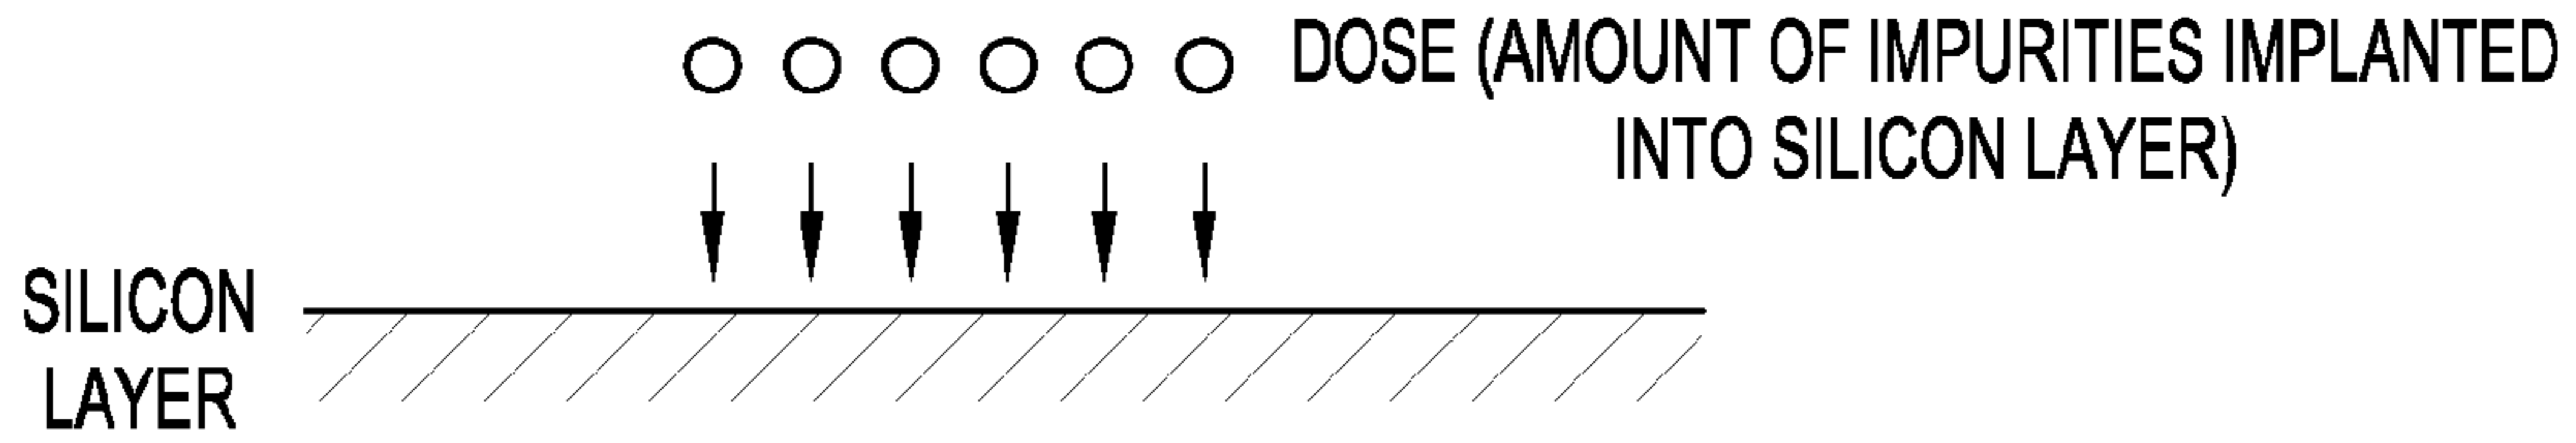 DOSE (AMOUNT OF IMPURITIES IMPLANTED
INTO SILICON LAYER)
SILICON
LAYER